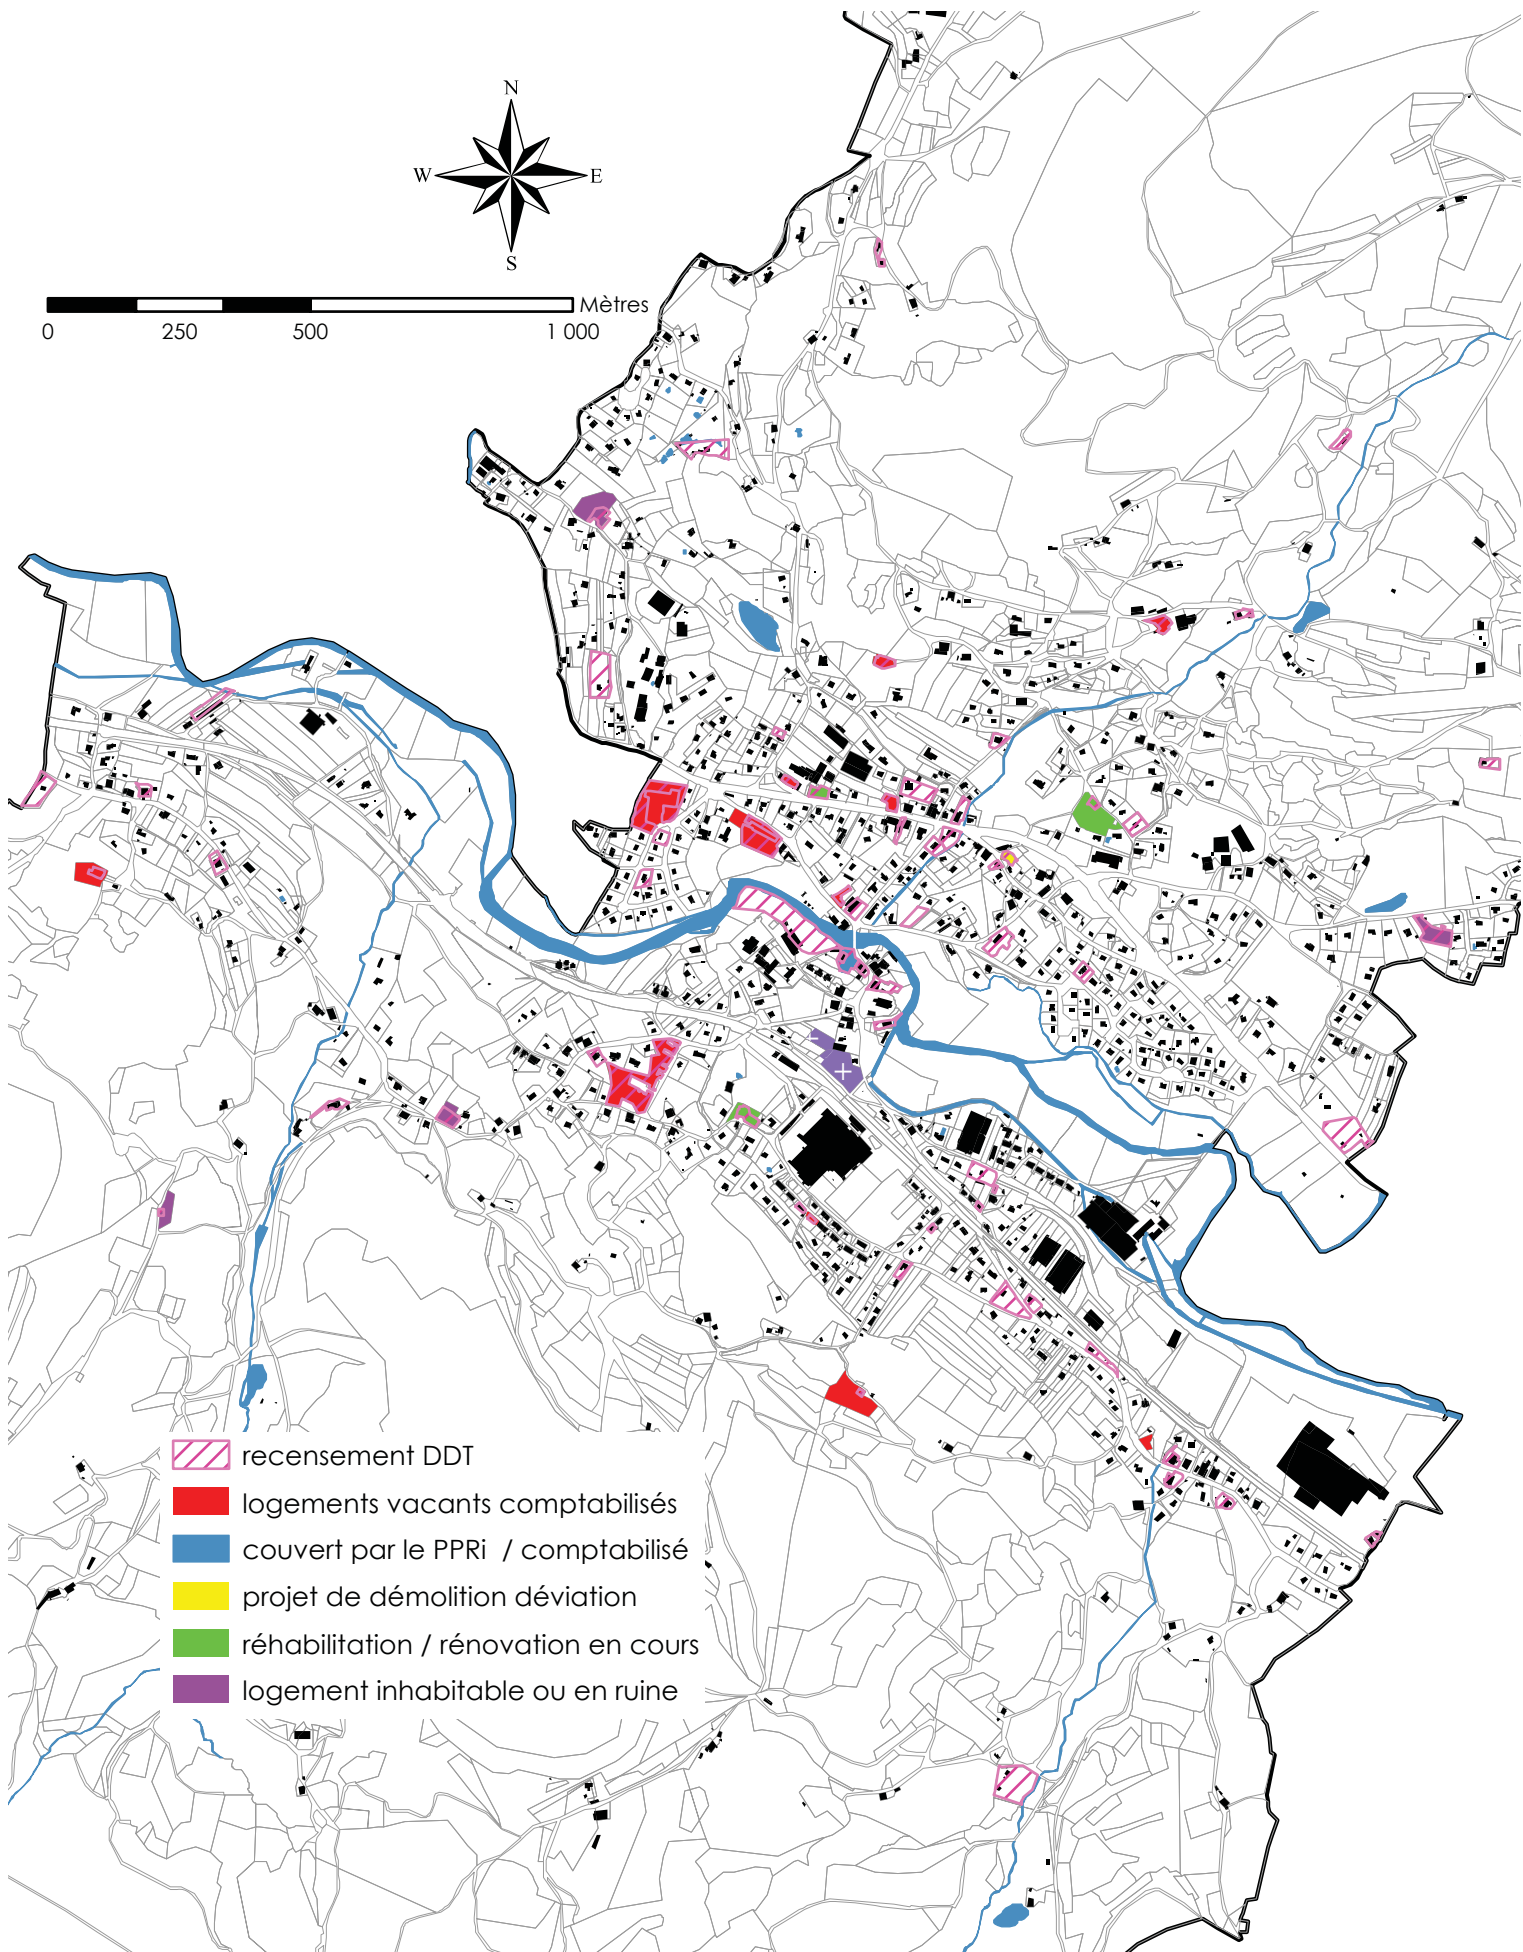 N
W E
S
Mètres
0 250 500 1 000
recensement DDT
logements vacants comptabilisés
couvert par le PPRi / comptabilisé
projet de démolition déviation
réhabilitation / rénovation en cours
logement inhabitable ou en ruine